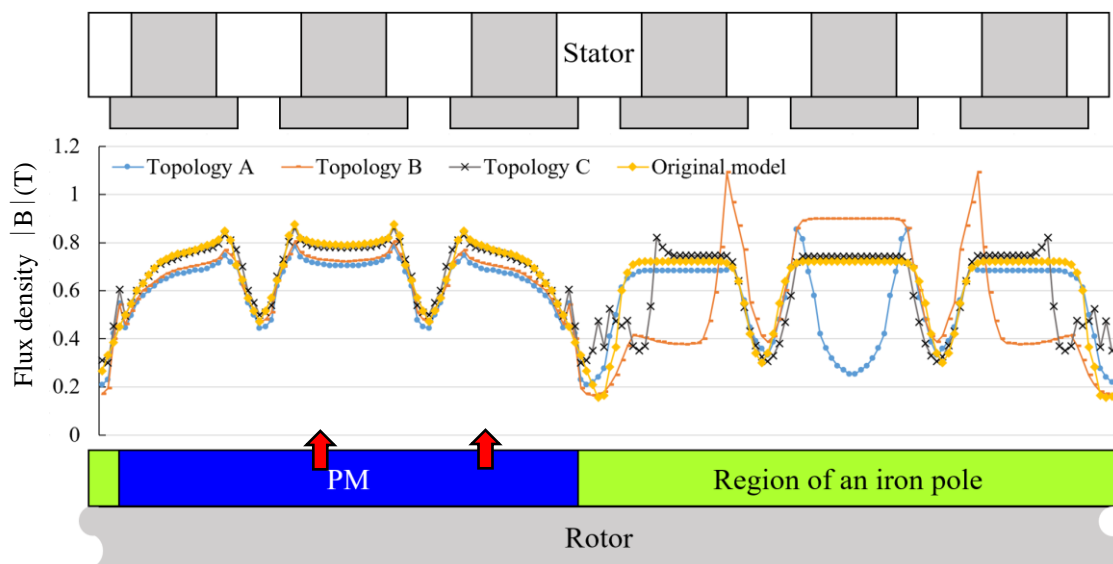 Stator
Flux density |B|(T)
1.2
1
0.8
0.6
0.4
0.2
0
Topology A Topology B Topology C Original model
PM
Region of an iron pole
Rotor